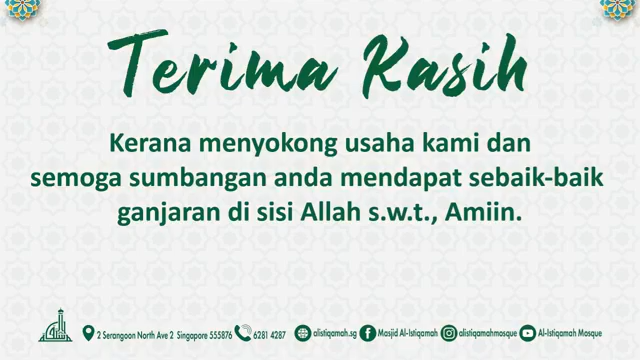 Terima Kasih
Kerana menyokong usaha kami dan
semoga sumbangan anda mendapat sebaik-baik
ganjaran di sisi Allah s.w.t., Amiin.
2 Serangoon North Ave 2 Singapore 555876 6281 4287 alistiqamah.sg Masjid Al-Istiqamah alistiqamahmosque Al-Istiqamah Mosque